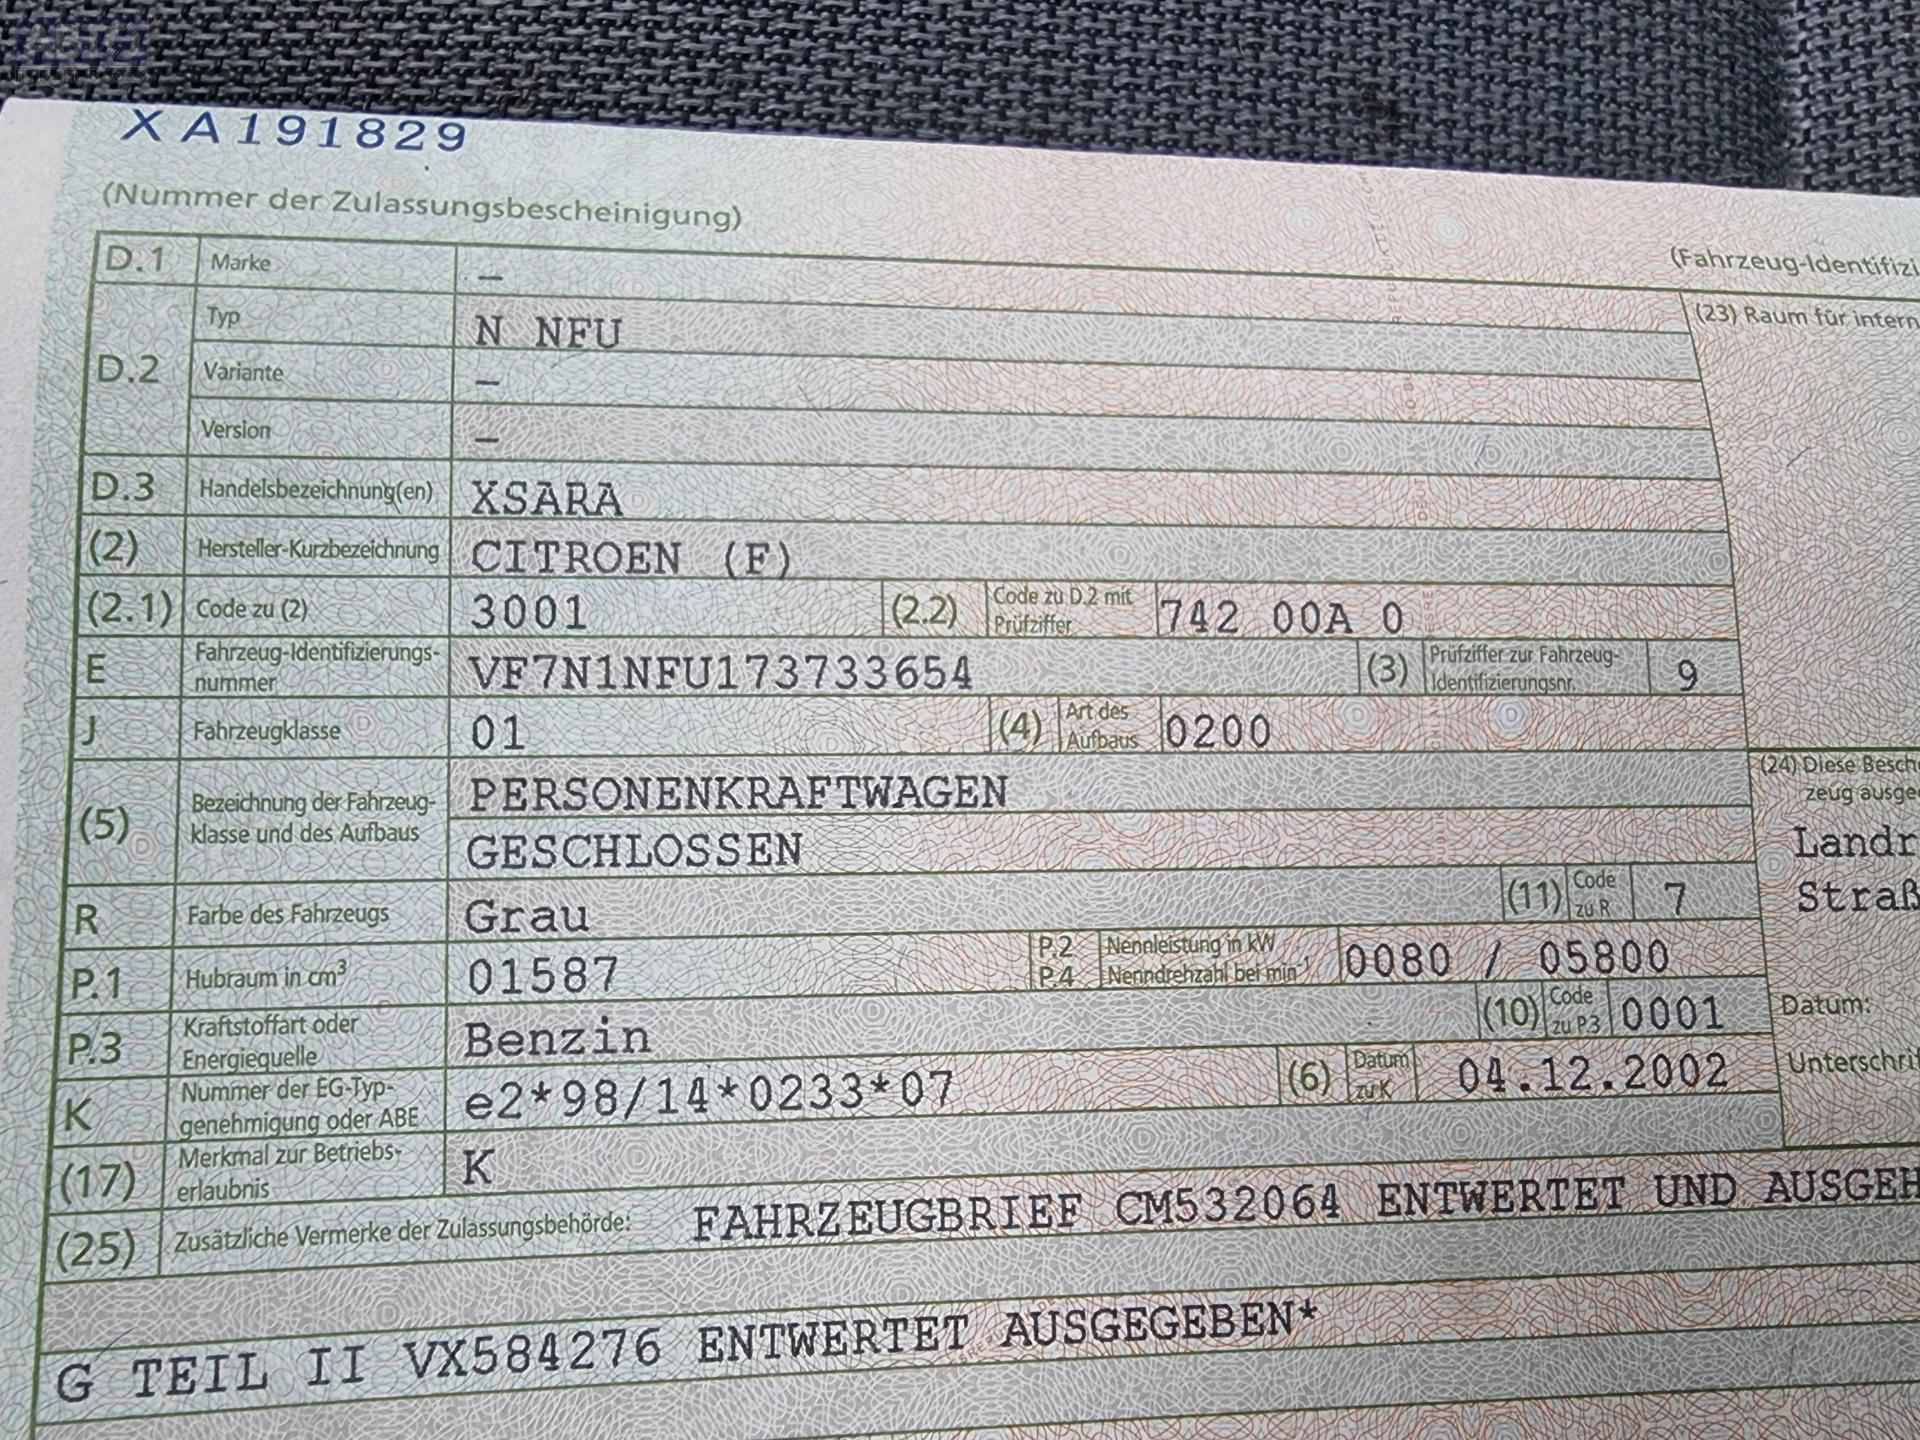 XA191829
(Nummer der Zulassungsbescheinigung)
(Fahrzeug-Identifizi
D.1 Marke –
(23) Raum für intern
D.2 Typ N NFU
Variante –
Version –
D.3 Handelsbezeichnung(en) XSARA
(2) Hersteller-Kurzbezeichnung CITROEN (F)
(2.1) Code zu (2) 3001 (2.2) Code zu D.2 mit Prüfziffer 742 00A 0
E Fahrzeug-Identifizierungs-nummer VF7N1NFU173733654 (3) Prüfziffer zur Fahrzeug-Identifizierungsnr. 9
J Fahrzeugklasse 01 (4) Art des Aufbaus 0200
(24) Diese Besch
zeug ausge
(5) Bezeichnung der Fahrzeug-klasse und des Aufbaus PERSONENKRAFTWAGEN
GESCHLOSSEN
Landr
Straß
R Farbe des Fahrzeugs Grau (11) Code zu R 7
P.1 Hubraum in cm³ 01587 P.2 Nennleistung in kW P.4 Nenndrehzahl bei min⁻¹ 0080 / 05800
Datum:
P.3 Kraftstoffart oder Energiequelle Benzin (10) Code zu P.3 0001
Unterschri
K Nummer der EG-Typ-genehmigung oder ABE e2*98/14*0233*07 (6) Datum zu K 04.12.2002
(17) Merkmal zur Betriebs-erlaubnis K
(25) Zusätzliche Vermerke der Zulassungsbehörde: FAHRZEUGBRIEF CM532064 ENTWERTET UND AUSGEH
G TEIL II VX584276 ENTWERTET AUSGEGEBEN*